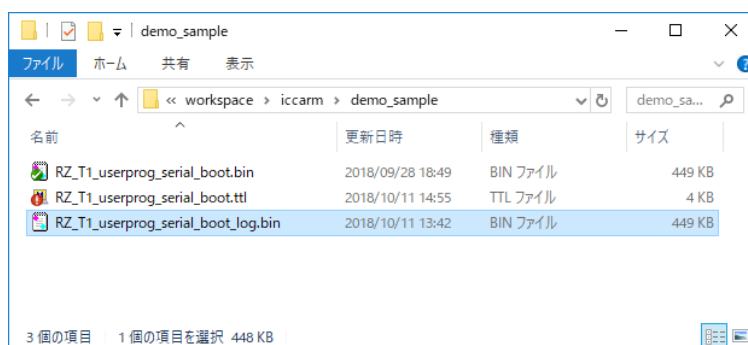 demo_sample
ファイル ホーム 共有 表示
« workspace > iccarm > demo_sample demo_sa...
名前 更新日時 種類 サイズ
RZ_T1_userprog_serial_boot.bin 2018/09/28 18:49 BIN ファイル 449 KB
RZ_T1_userprog_serial_boot.ttl 2018/10/11 14:55 TTL ファイル 4 KB
RZ_T1_userprog_serial_boot_log.bin 2018/10/11 13:42 BIN ファイル 449 KB
3 個の項目 1 個の項目を選択 448 KB